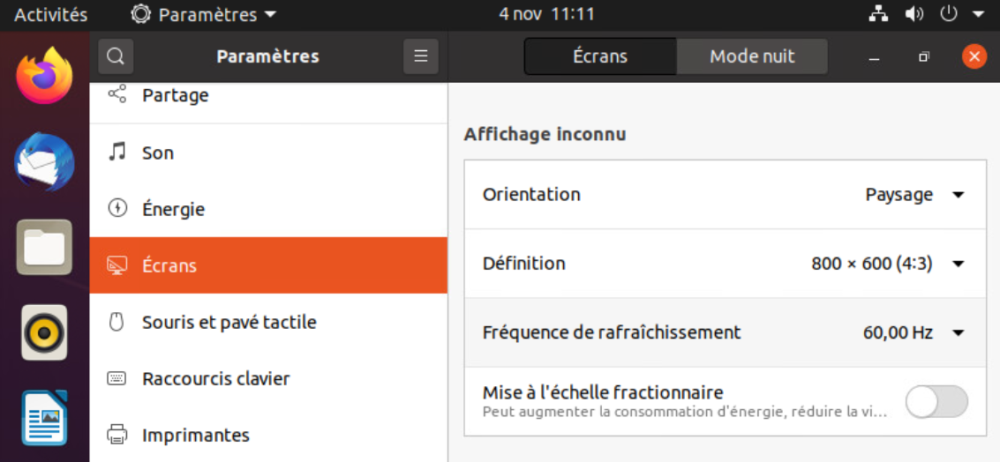 Activités
Paramètres
4 nov 11:11
Paramètres
Écrans
Mode nuit
Partage
Son
Énergie
Écrans
Souris et pavé tactile
Raccourcis clavier
Imprimantes
Affichage inconnu
Orientation
Paysage
Définition
800 × 600 (4:3)
Fréquence de rafraîchissement
60,00 Hz
Mise à l'échelle fractionnaire
Peut augmenter la consommation d'énergie, réduire la vi...